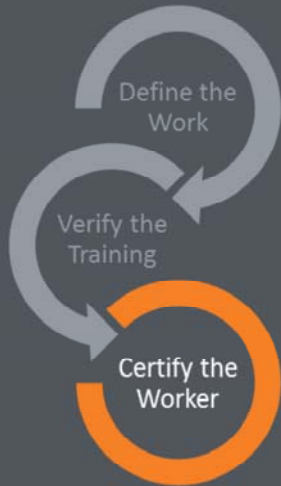 Define the
Work
Verify the
Training
Certify the
Worker